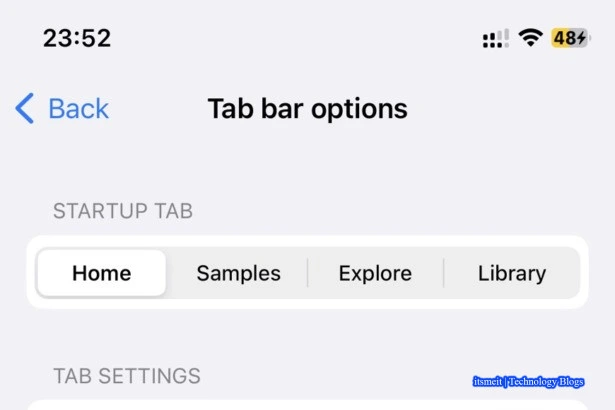 23:52 48
Back Tab bar options
STARTUP TAB
Home Samples Explore Library
TAB SETTINGS
itsmeit | Technology Blogs